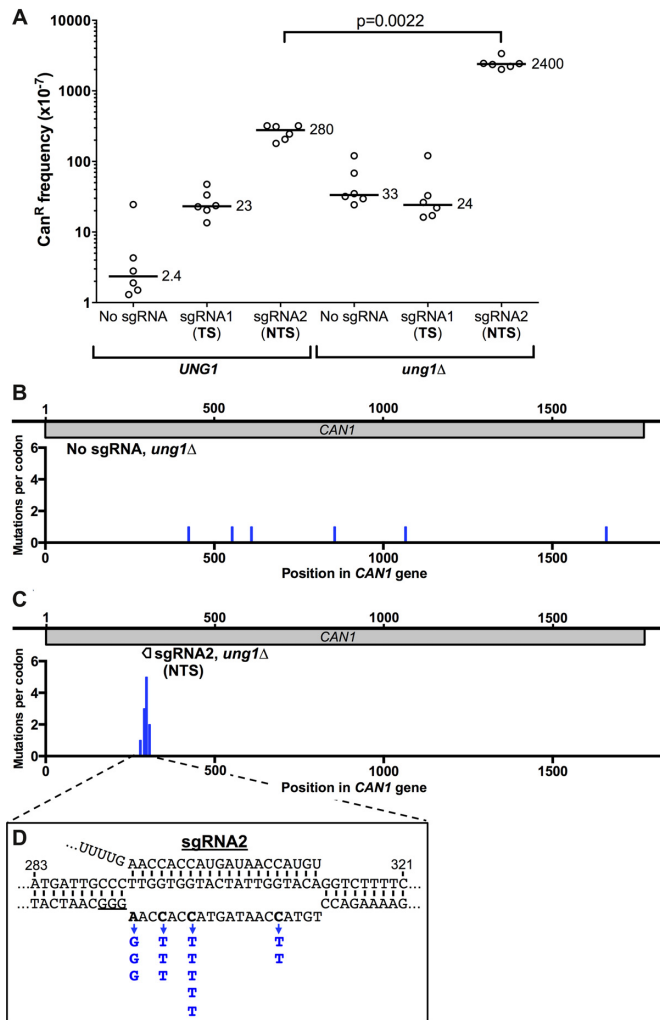 A
p=0.0022
Can^R frequency (x10^-7)
10000
1000
100
10
1
2.4
23
280
33
24
2400
No sgRNA
sgRNA1
(TS)
sgRNA2
(NTS)
No sgRNA
sgRNA1
(TS)
sgRNA2
(NTS)
UNG1
ung1Δ
B
1
500
1000
1500
CAN1
No sgRNA, ung1Δ
Mutations per codon
6
4
2
0
0
500
1000
1500
Position in CAN1 gene
C
1
500
1000
1500
CAN1
sgRNA2, ung1Δ
(NTS)
Mutations per codon
6
4
2
0
0
500
1000
1500
Position in CAN1 gene
D
sgRNA2
...UUUUG AACCACCAUGAUAACCAUGU
283
321
...ATGATTGCCCTTGGTGGTACTATTGGTACAGGTCTTTTC...
...TACTAACGGG
CCAGAAAAG...
AACCACCATGATAACCATGT
G T T T
G T T T
G T T
T
T